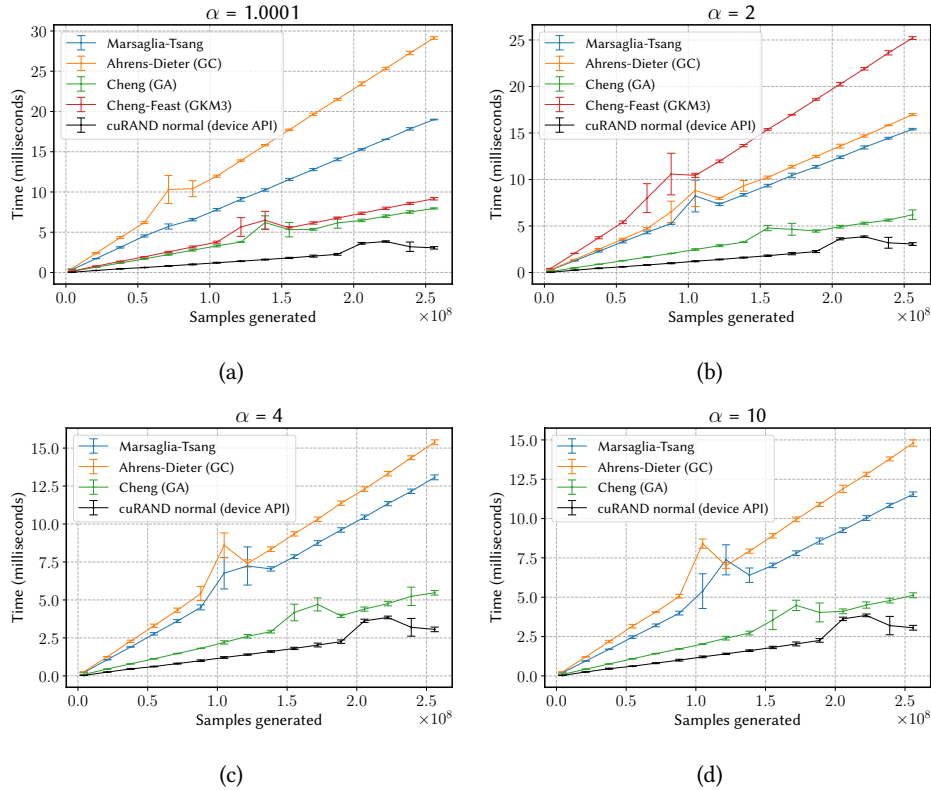 α = 1.0001
Time (milliseconds)
30
25
20
15
10
5
0
Marsaglia-Tsang
Ahrens-Dieter (GC)
Cheng (GA)
Cheng-Feast (GKM3)
cuRAND normal (device API)
0.0 0.5 1.0 1.5 2.0 2.5
×10⁸
Samples generated
(a)
α = 2
Time (milliseconds)
25
20
15
10
5
0
Marsaglia-Tsang
Ahrens-Dieter (GC)
Cheng (GA)
Cheng-Feast (GKM3)
cuRAND normal (device API)
0.0 0.5 1.0 1.5 2.0 2.5
×10⁸
Samples generated
(b)
α = 4
Time (milliseconds)
15.0
12.5
10.0
7.5
5.0
2.5
0.0
Marsaglia-Tsang
Ahrens-Dieter (GC)
Cheng (GA)
cuRAND normal (device API)
0.0 0.5 1.0 1.5 2.0 2.5
×10⁸
Samples generated
(c)
α = 10
Time (milliseconds)
15.0
12.5
10.0
7.5
5.0
2.5
0.0
Marsaglia-Tsang
Ahrens-Dieter (GC)
Cheng (GA)
cuRAND normal (device API)
0.0 0.5 1.0 1.5 2.0 2.5
×10⁸
Samples generated
(d)